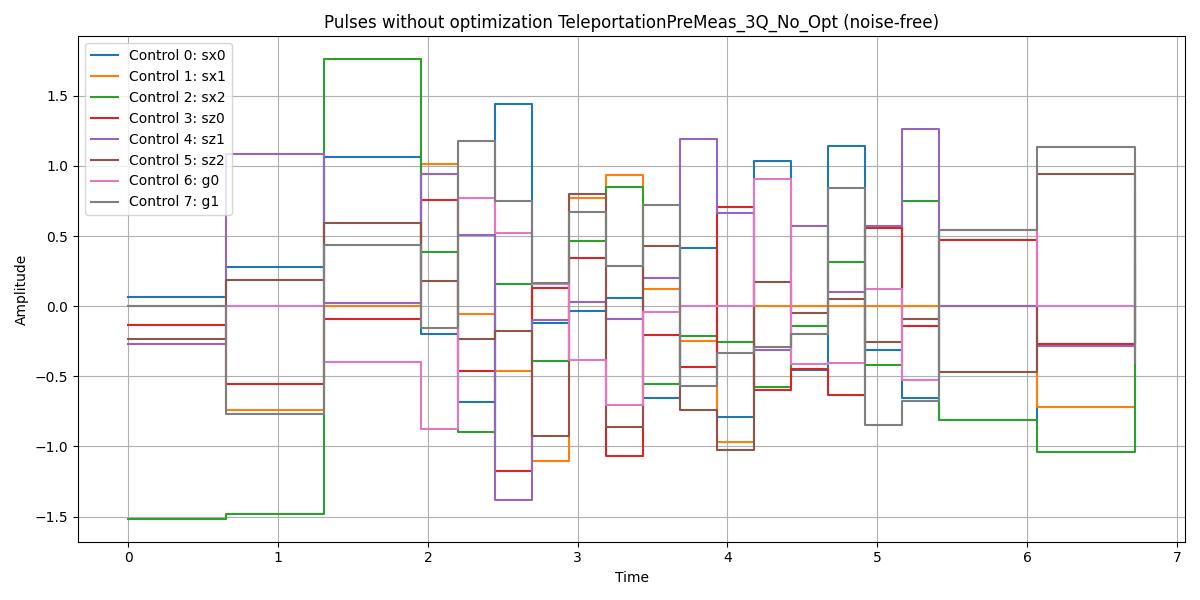 Pulses without optimization TeleportationPreMeas_3Q_No_Opt (noise-free)
Control 0: sx0
Control 1: sx1
Control 2: sx2
Control 3: sz0
Control 4: sz1
Control 5: sz2
Control 6: g0
Control 7: g1
1.5
1.0
0.5
0.0
−0.5
−1.0
−1.5
Amplitude
0 1 2 3 4 5 6 7
Time